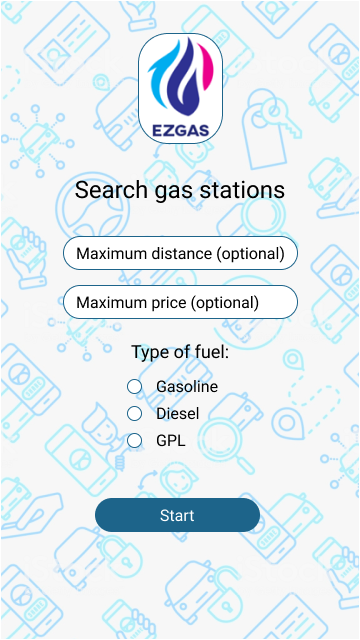 EZGAS
Search gas stations
Maximum distance (optional)
Maximum price (optional)
Type of fuel:
Gasoline
Diesel
GPL
Start